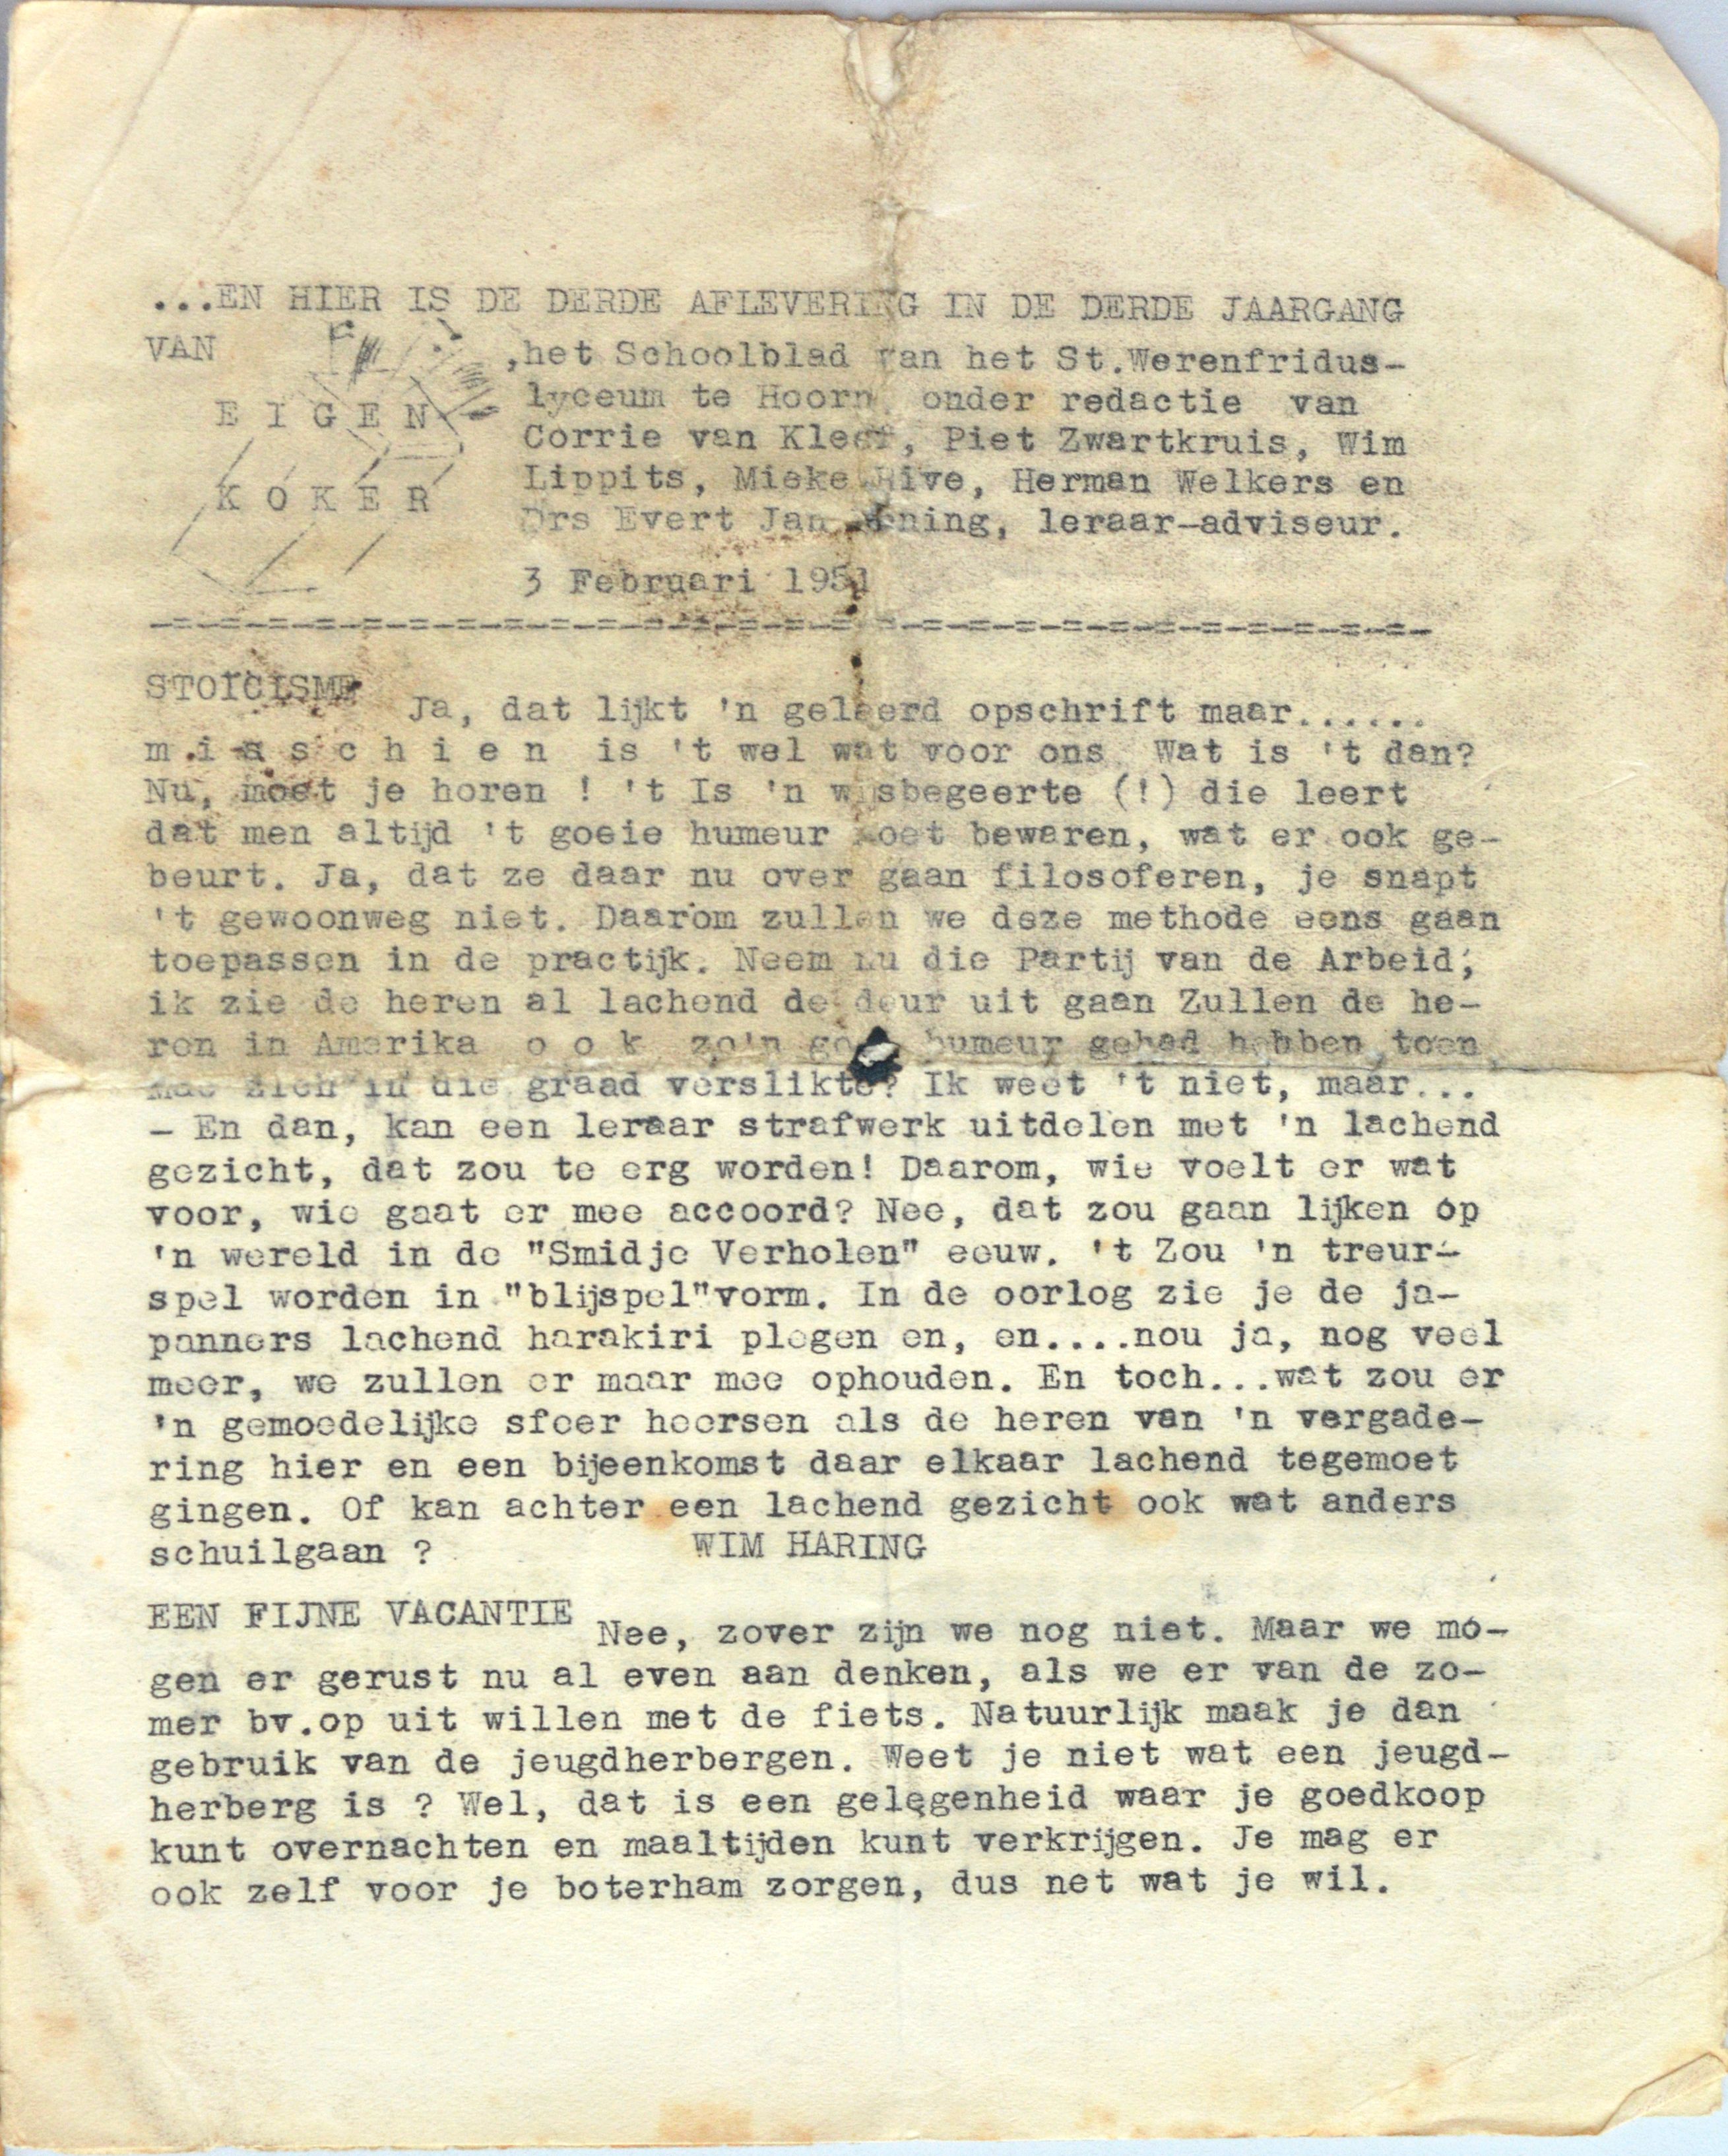 ...EN HIER IS DE DERDE AFLEVERING IN DE DERDE JAARGANG
VAN
EIGEN
KOKER
,het Schoolblad van het St.Werenfridus-
lyceum te Hoorn onder redactie van
Corrie van Kleef, Piet Zwartkruis, Wim
Lippits, Mieke Hive, Herman Welkers en
Drs Evert Jan ning, leraar-adviseur.
3 Februari 1951
STOICISME
Ja, dat lijkt 'n geleerd opschrift maar......
m i s s c h i e n is 't wel wat voor ons Wat is 't dan?
Nu, moet je horen ! 't Is 'n wijsbegeerte (!) die leert
dat men altijd 't goeie humeur moet bewaren, wat er ook ge-
beurt. Ja, dat ze daar nu over gaan filosoferen, je snapt
't gewoonweg niet. Daarom zullen we deze methode eens gaan
toepassen in de practijk. Neem nu die Partij van de Arbeid,
ik zie de heren al lachend de deur uit gaan Zullen de he-
ren in Amerika o o k zo'n goed humeur gehad hebben toen
Mac zich in die graad verslikte? Ik weet 't niet, maar...
- En dan, kan een leraar strafwerk uitdelen met 'n lachend
gezicht, dat zou te erg worden! Daarom, wie voelt er wat
voor, wie gaat er mee accoord? Nee, dat zou gaan lijken op
'n wereld in de "Smidje Verholen" eeuw. 't Zou 'n treur-
spel worden in "blijspel"vorm. In de oorlog zie je de ja-
panners lachend harakiri plegen en, en....nou ja, nog veel
meer, we zullen er maar mee ophouden. En toch...wat zou er
'n gemoedelijke sfeer heersen als de heren van 'n vergade-
ring hier en een bijeenkomst daar elkaar lachend tegemoet
gingen. Of kan achter een lachend gezicht ook wat anders
schuilgaan ? WIM HARING
EEN FIJNE VACANTIE
Nee, zover zijn we nog niet. Maar we mo-
gen er gerust nu al even aan denken, als we er van de zo-
mer bv.op uit willen met de fiets. Natuurlijk maak je dan
gebruik van de jeugdherbergen. Weet je niet wat een jeugd-
herberg is ? Wel, dat is een gelegenheid waar je goedkoop
kunt overnachten en maaltijden kunt verkrijgen. Je mag er
ook zelf voor je boterham zorgen, dus net wat je wil.